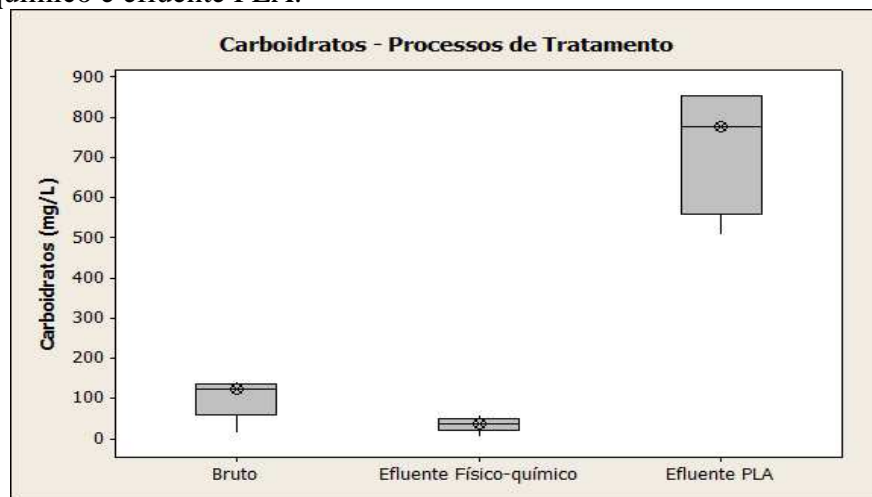 químico e efluente PLA.
Carboidratos - Processos de Tratamento
Carboidratos (mg/L)
900
800
700
600
500
400
300
200
100
0
Bruto Efluente Físico-químico Efluente PLA